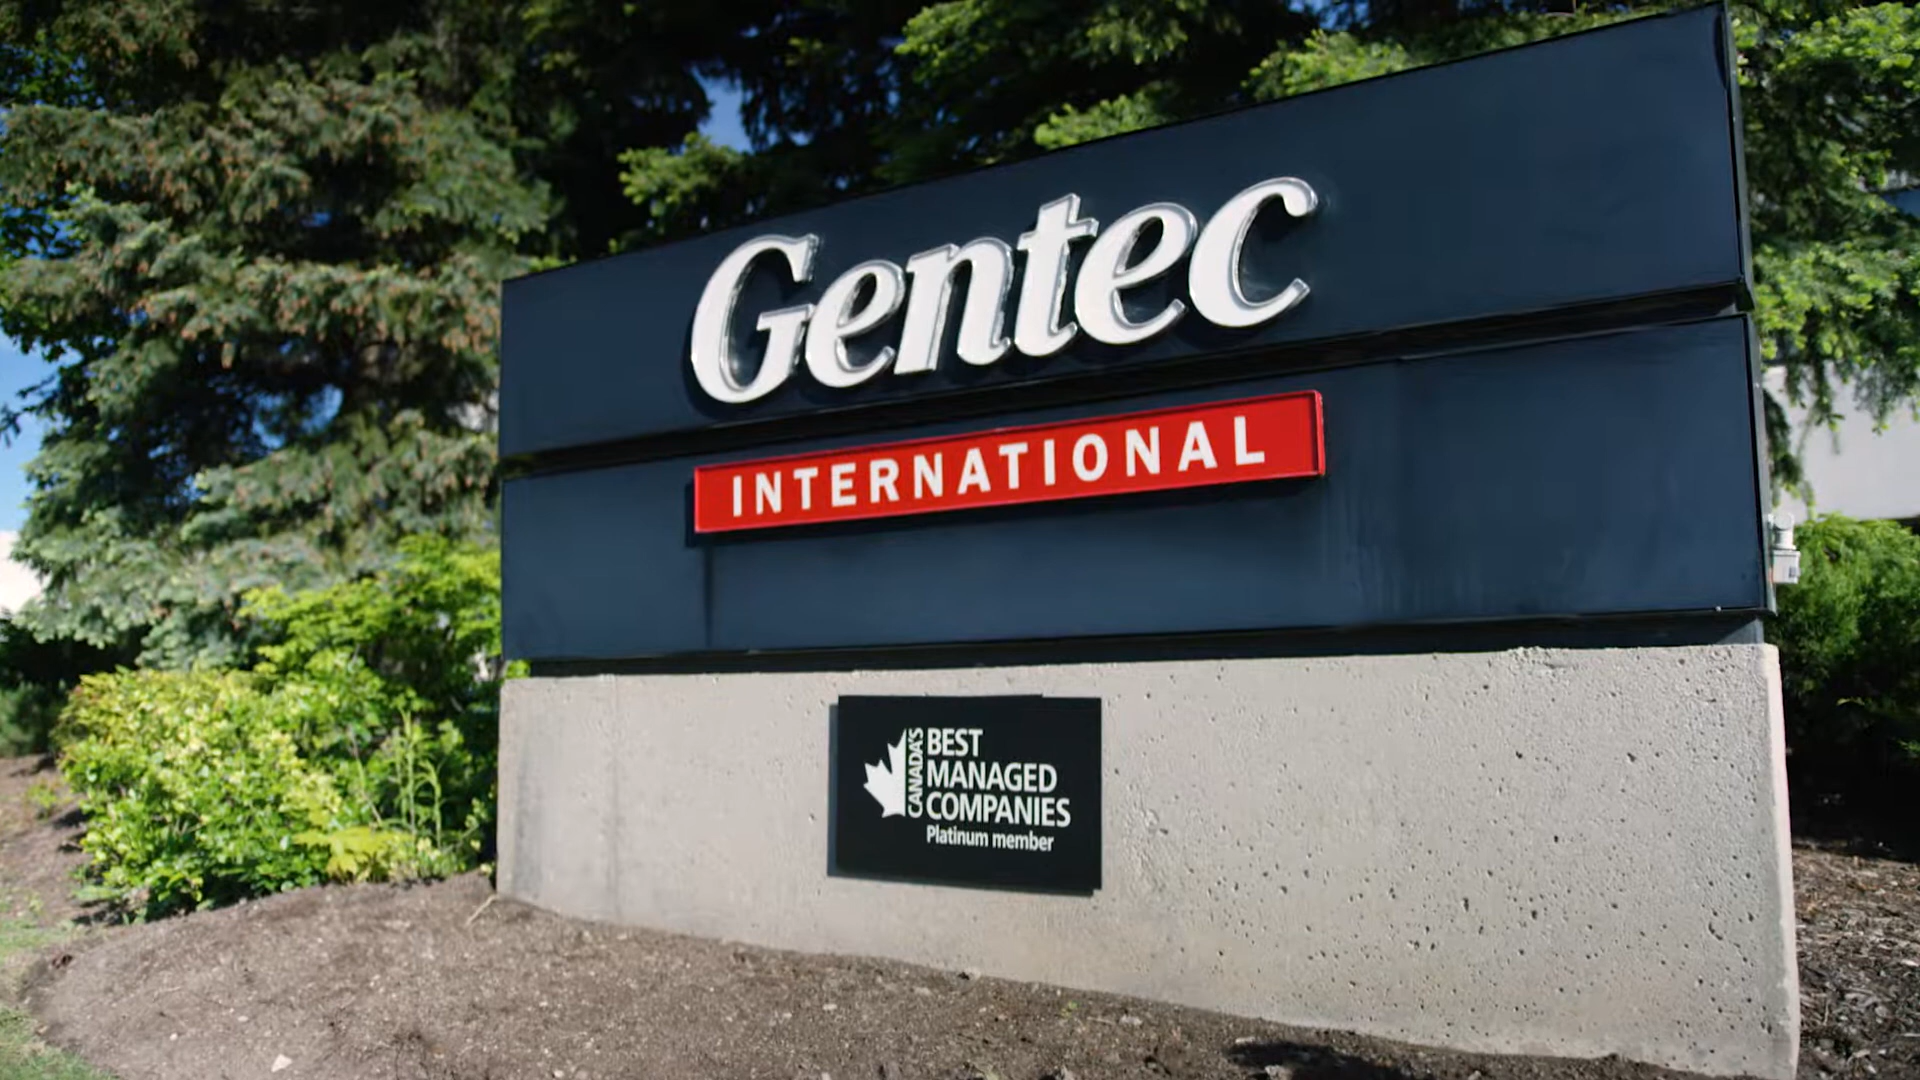 Gentec
INTERNATIONAL
CANADA'S
BEST
MANAGED
COMPANIES
Platinum member